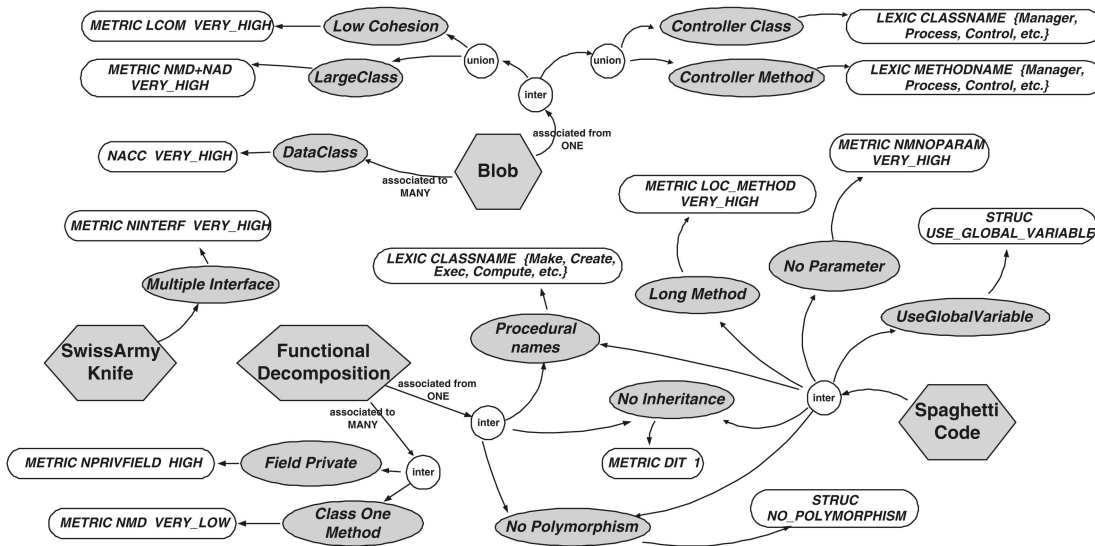 METRIC LCOM VERY_HIGH
Low Cohesion
union
METRIC NMD+NAD
VERY_HIGH
LargeClass
inter
union
Controller Class
LEXIC CLASSNAME {Manager,
Process, Control, etc.}
Controller Method
LEXIC METHODNAME {Manager,
Process, Control, etc.}
associated from
ONE
NACC VERY_HIGH
DataClass
associated to
MANY
Blob
METRIC NMNOPARAM
VERY_HIGH
METRIC LOC_METHOD
VERY_HIGH
STRUC
USE_GLOBAL_VARIABLE
METRIC NINTERF VERY_HIGH
Multiple Interface
LEXIC CLASSNAME {Make, Create,
Exec, Compute, etc.}
Long Method
No Parameter
UseGlobalVariable
SwissArmy
Knife
Functional
Decomposition
Procedural
names
associated from
ONE
associated to
MANY
inter
No Inheritance
inter
Spaghetti
Code
METRIC DIT 1
METRIC NPRIVFIELD HIGH
Field Private
inter
METRIC NMD VERY_LOW
Class One
Method
No Polymorphism
STRUC
NO_POLYMORPHISM